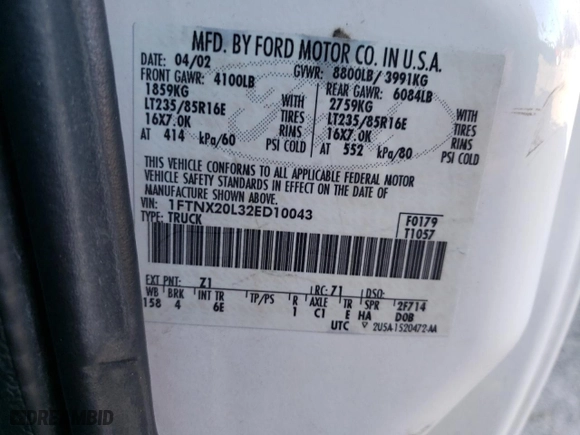 MFD. BY FORD MOTOR CO. IN U.S.A.
DATE: 04/02 GVWR: 8800LB/ 3991KG
FRONT GAWR: 4100LB REAR GAWR: 6084LB
1859KG WITH 2759KG WITH
LT235/85R16E TIRES LT235/85R16E TIRES
16X7.0K RIMS 16X7.0K RIMS
AT 414 kPa/60 PSI COLD AT 552 kPa/80 PSI COLD
THIS VEHICLE CONFORMS TO ALL APPLICABLE FEDERAL MOTOR
VEHICLE SAFETY STANDARDS IN EFFECT ON THE DATE OF
MANUFACTURE SHOWN ABOVE.
VIN: 1FTNX20L32ED10043 F0179
TYPE: TRUCK T1057
EXT PNT: Z1 RC: Z1 DSO:
WB BRK INT TR TP/PS R AXLE TR SPR 2F714
158 4 6E 1 C1 E HA DOB
UTC 2U5A-1520472-AA
DREAMBID